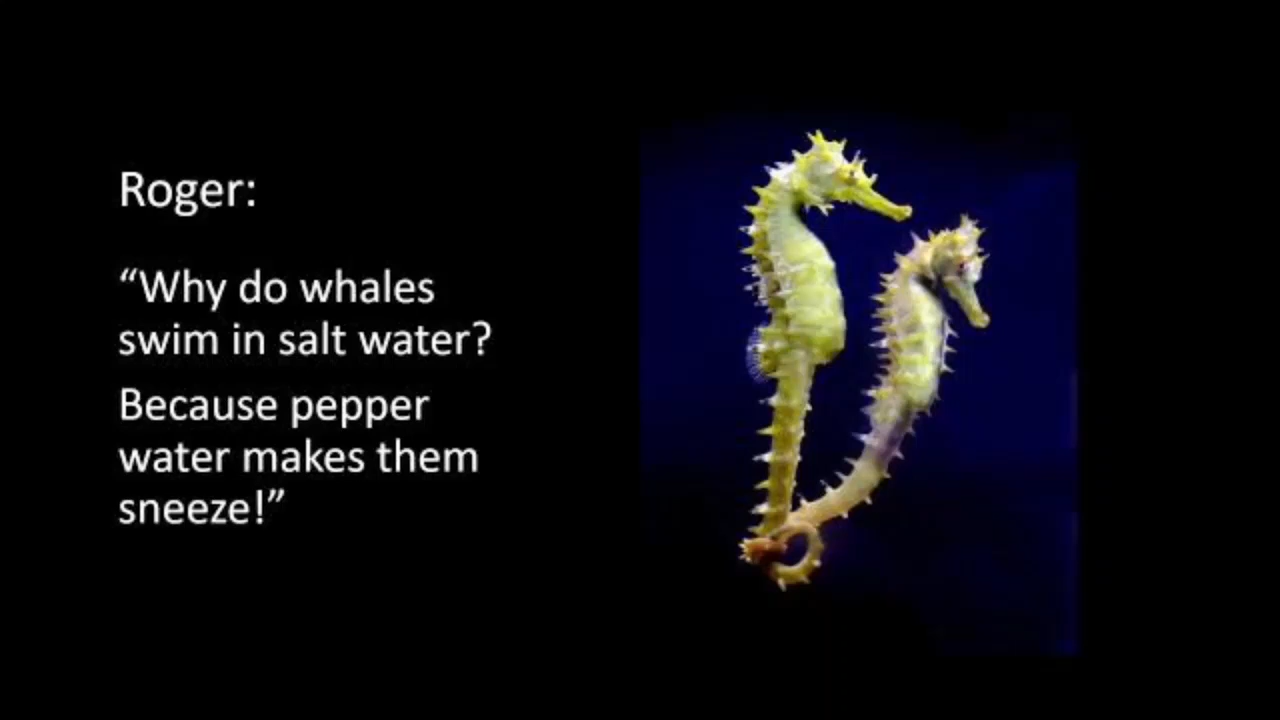 Roger:
“Why do whales
swim in salt water?
Because pepper
water makes them
sneeze!”